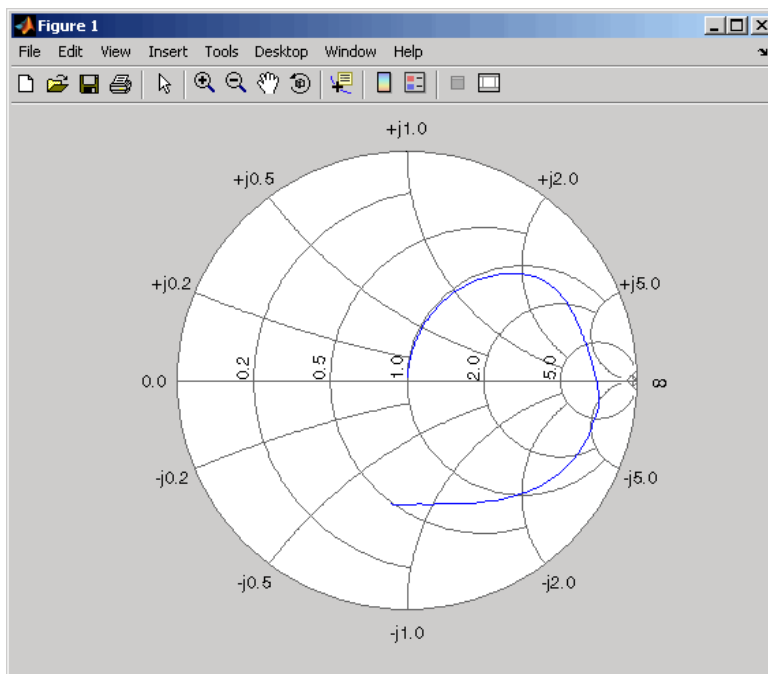 Figure 1
File Edit View Insert Tools Desktop Window Help
+j1.0
+j0.5 +j2.0
+j0.2 +j5.0
0.0 0.2 0.5 1.0 2.0 5.0 ∞
-j0.2 -j5.0
-j0.5 -j2.0
-j1.0